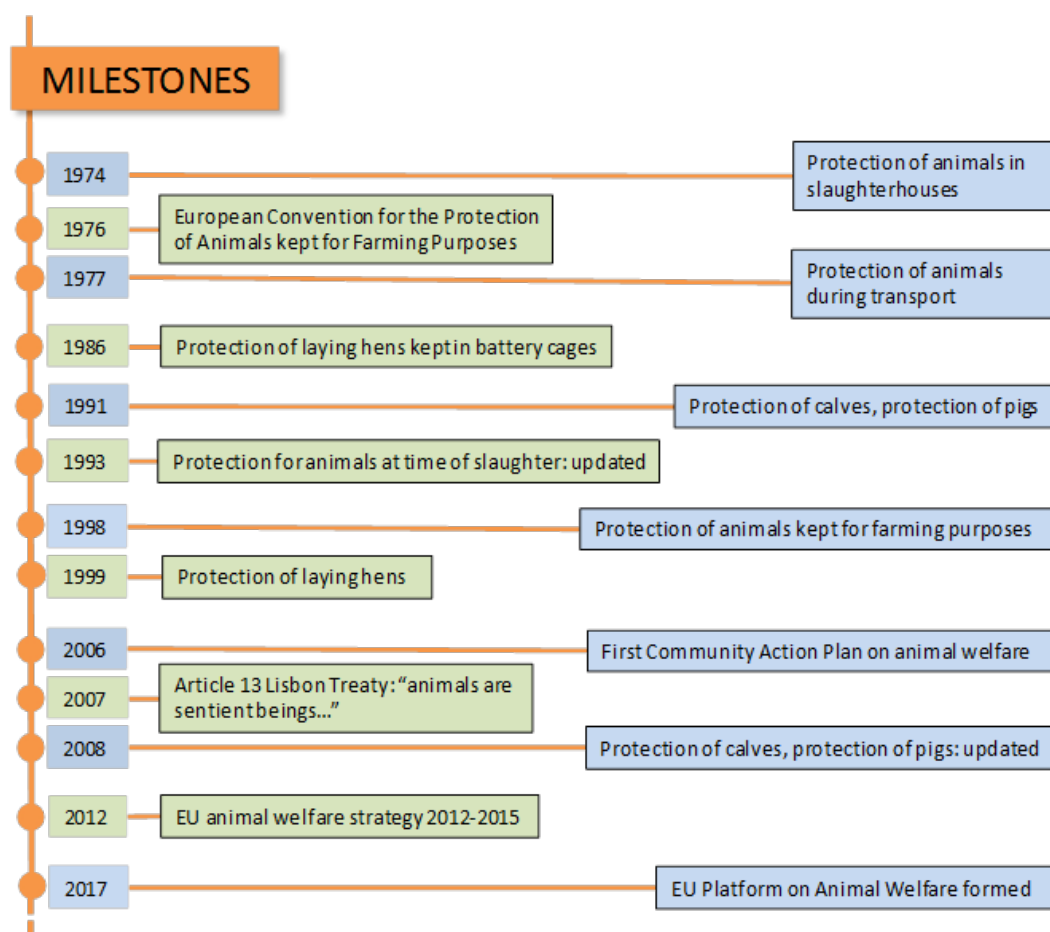 MILESTONES
1974
Protection of animals in
slaughterhouses
1976
European Convention for the Protection
of Animals kept for Farming Purposes
1977
Protection of animals
during transport
1986
Protection of laying hens kept in battery cages
1991
Protection of calves, protection of pigs
1993
Protection for animals at time of slaughter: updated
1998
Protection of animals kept for farming purposes
1999
Protection of laying hens
2006
First Community Action Plan on animal welfare
2007
Article 13 Lisbon Treaty: “animals are
sentient beings...”
2008
Protection of calves, protection of pigs: updated
2012
EU animal welfare strategy 2012-2015
2017
EU Platform on Animal Welfare formed